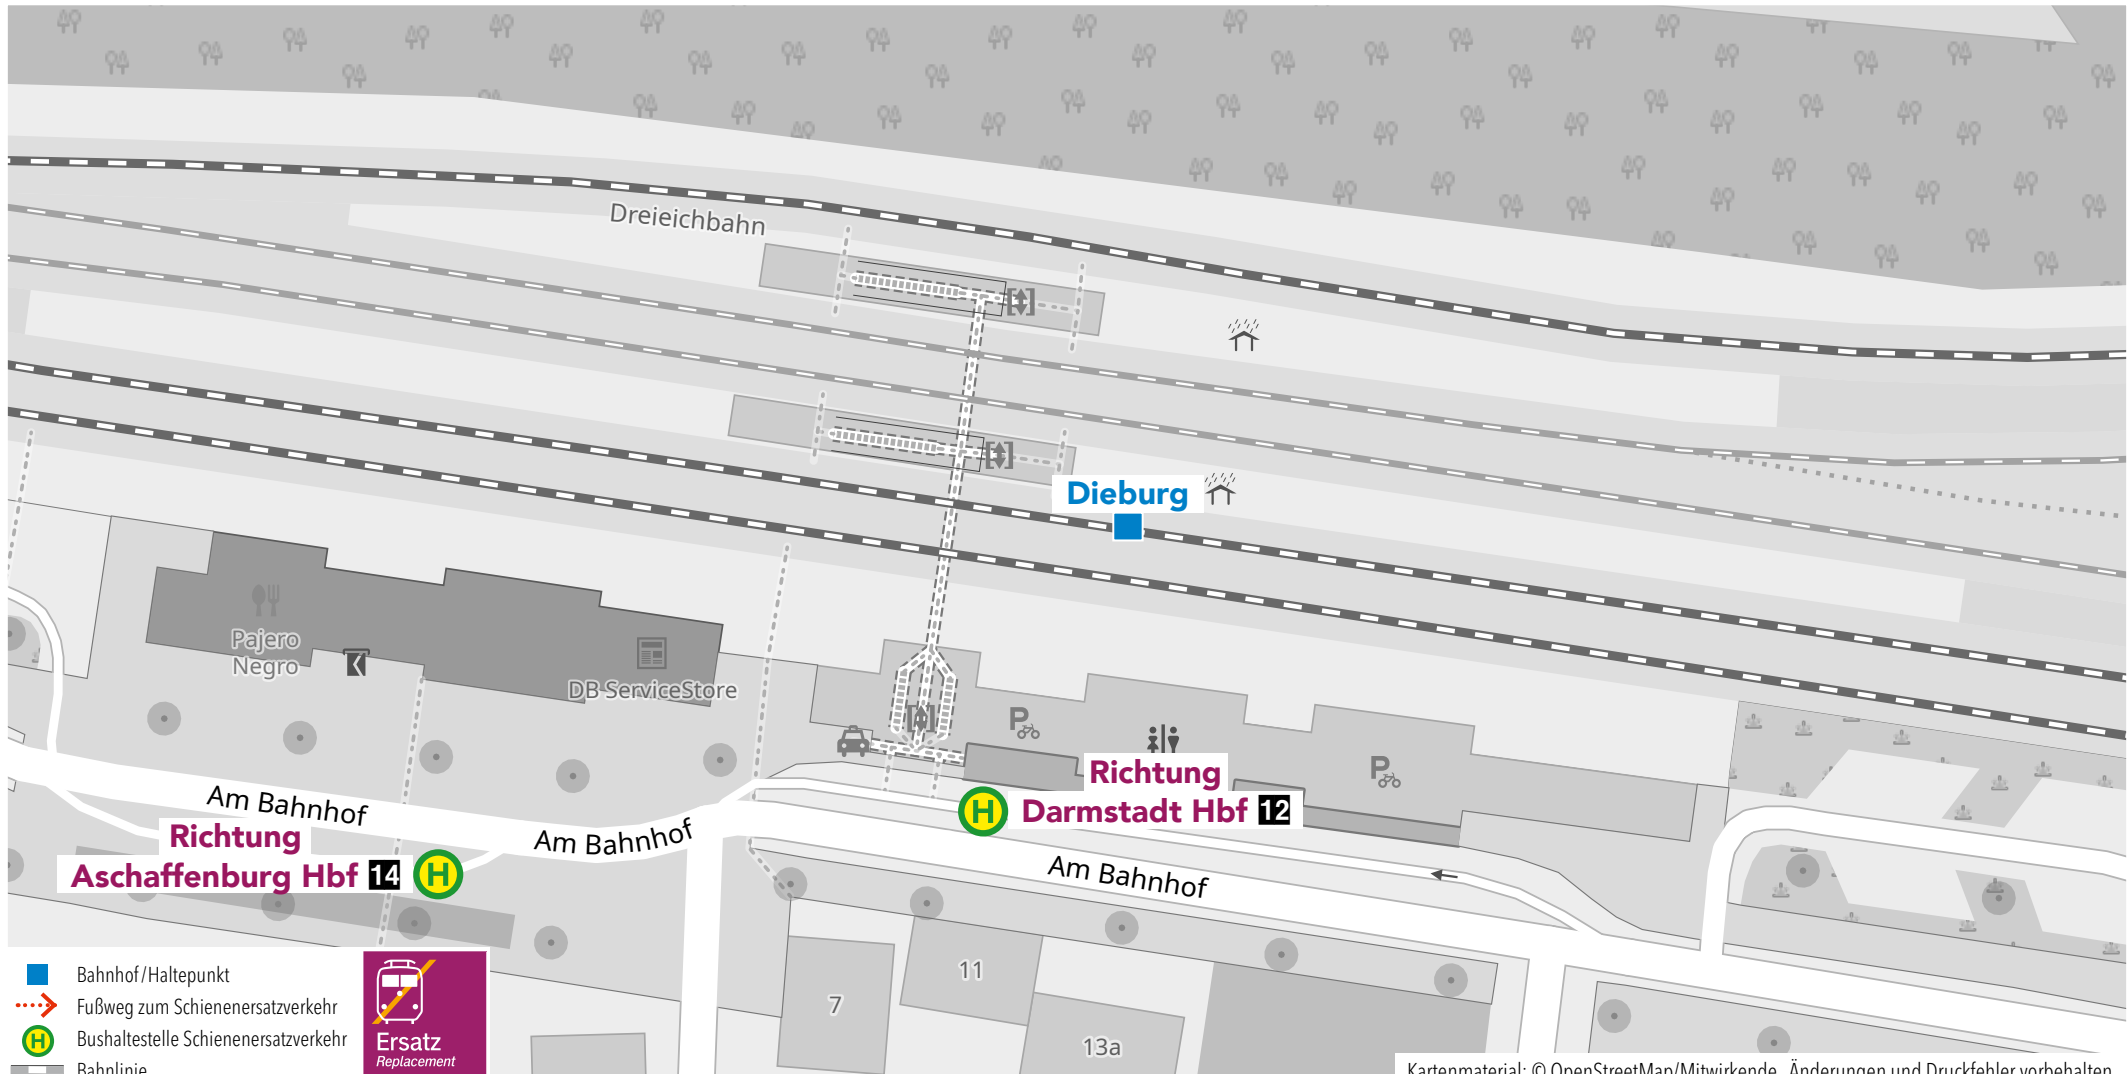 Dreieichbahn
Dieburg
Pajero
Negro
DB ServiceStore
P
P
Richtung
Darmstadt Hbf 12
H
Am Bahnhof
Am Bahnhof
Am Bahnhof
Richtung
Aschaffenburg Hbf 14
H
11
7
13a
Bahnhof/Haltepunkt
Fußweg zum Schienenersatzverkehr
H Bushaltestelle Schienenersatzverkehr
Bahnlinie
Ersatz
Replacement
Kartenmaterial: © OpenStreetMap/Mitwirkende. Änderungen und Druckfehler vorbehalten